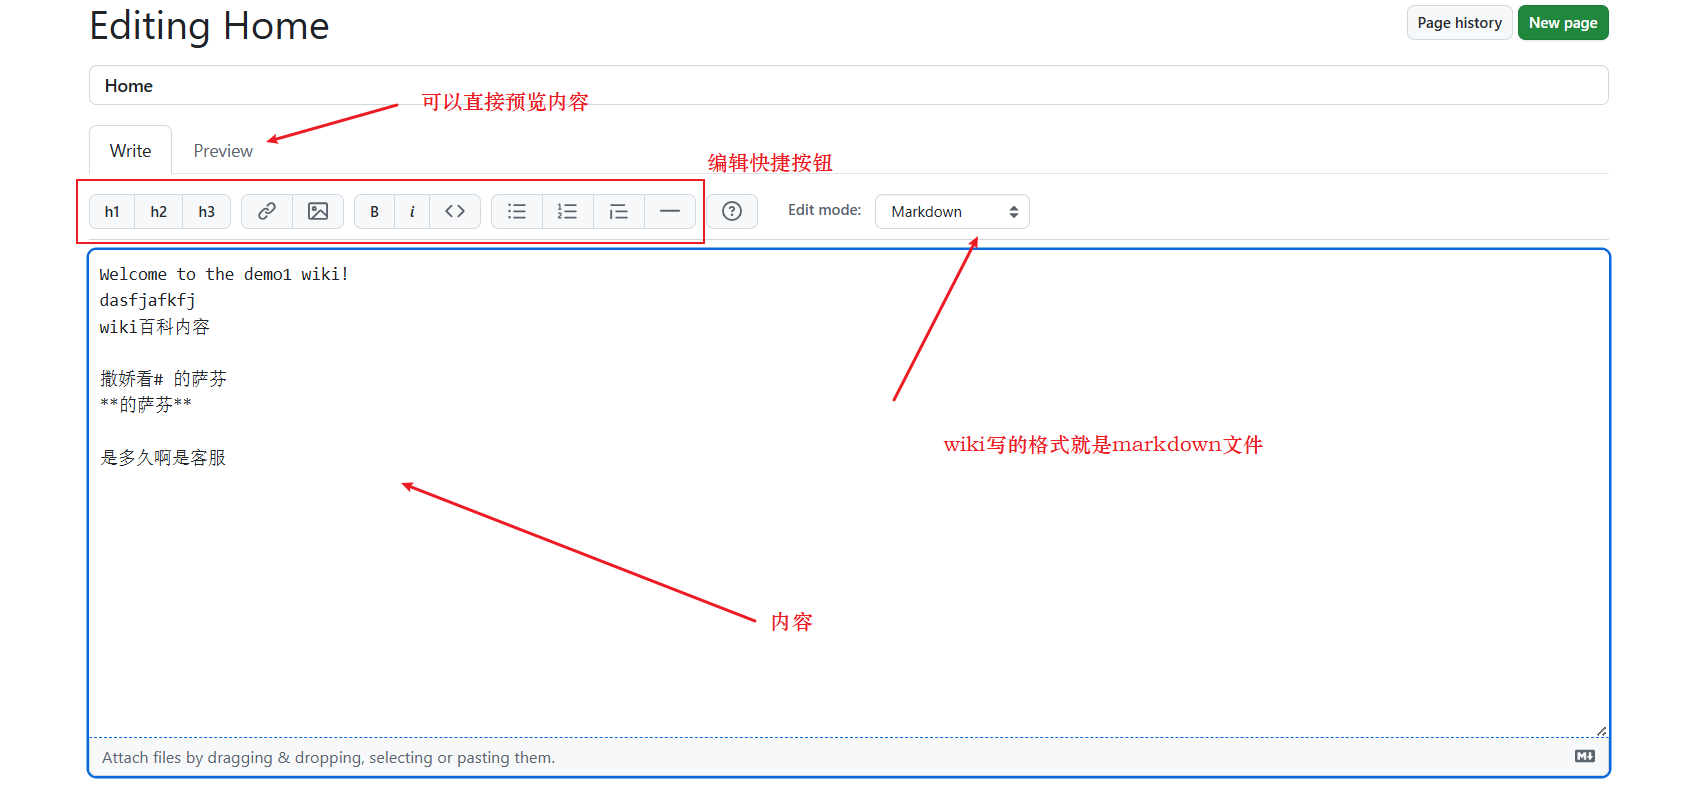 Editing Home
Page history
New page
Home
可以直接预览内容
Write
Preview
编辑快捷按钮
h1
h2
h3
B
i
Edit mode:
Markdown
Welcome to the demo1 wiki!
dasfjafkfj
wiki百科内容
撒娇看# 的萨芬
**的萨芬**
wiki写的格式就是markdown文件
是多久啊是客服
内容
Attach files by dragging & dropping, selecting or pasting them.